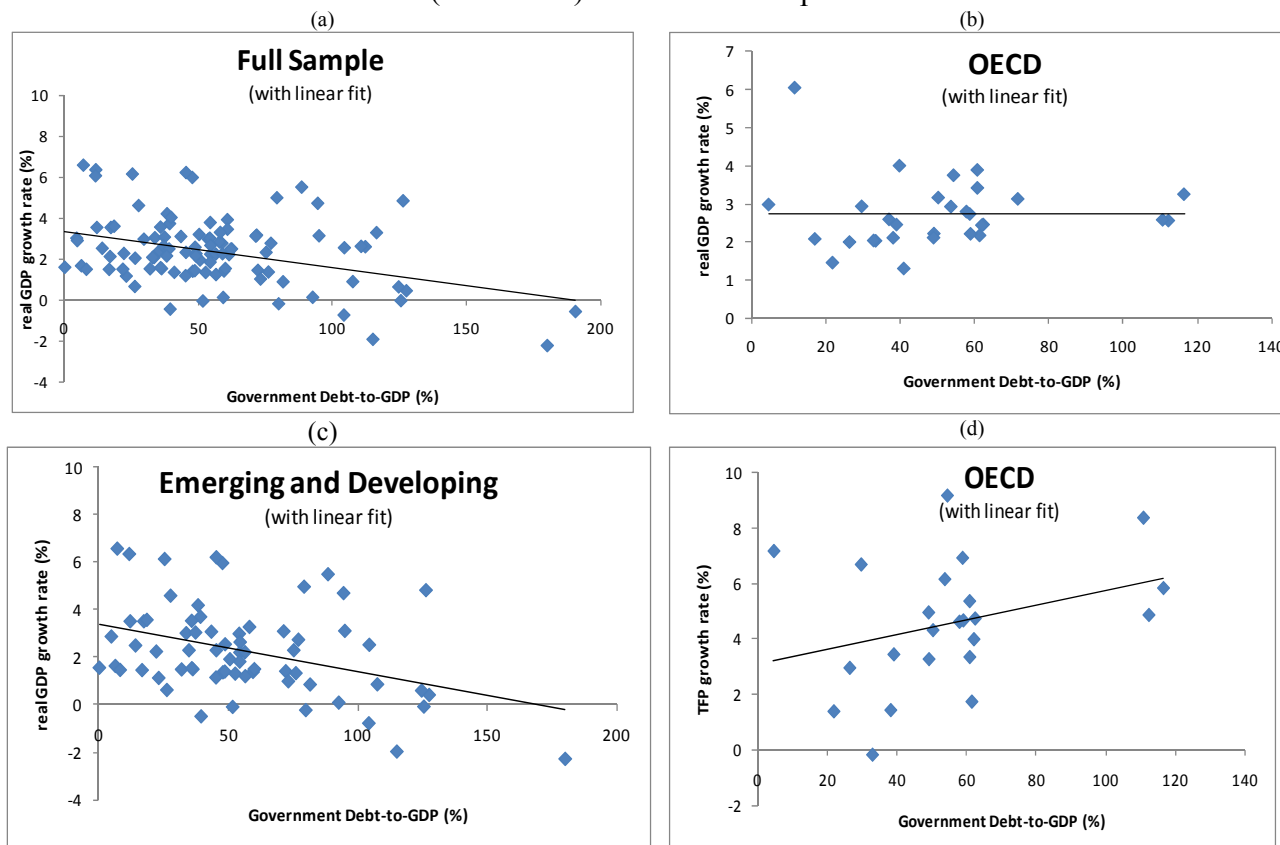 (a)
Full Sample
(with linear fit)
real GDP growth rate (%)
10
8
6
4
2
0
-2
-4
0
50
100
150
200
Government Debt-to-GDP (%)
(b)
OECD
(with linear fit)
real GDP growth rate (%)
7
6
5
4
3
2
1
0
0
20
40
60
80
100
120
140
Government Debt-to-GDP (%)
(c)
Emerging and Developing
(with linear fit)
real GDP growth rate (%)
10
8
6
4
2
0
-2
-4
0
50
100
150
200
Government Debt-to-GDP (%)
(d)
OECD
(with linear fit)
TFP growth rate (%)
10
8
6
4
2
0
-2
0
20
40
60
80
100
120
140
Government Debt-to-GDP (%)